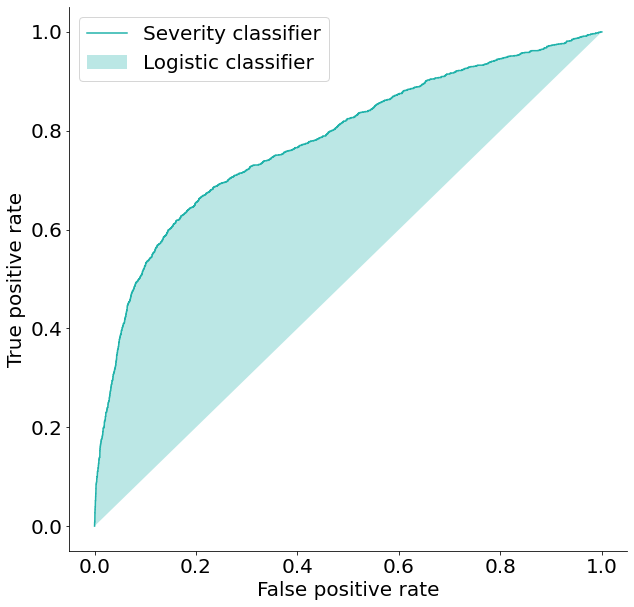 Severity classifier
Logistic classifier
1.0
0.8
0.6
0.4
0.2
0.0
True positive rate
0.0 0.2 0.4 0.6 0.8 1.0
False positive rate